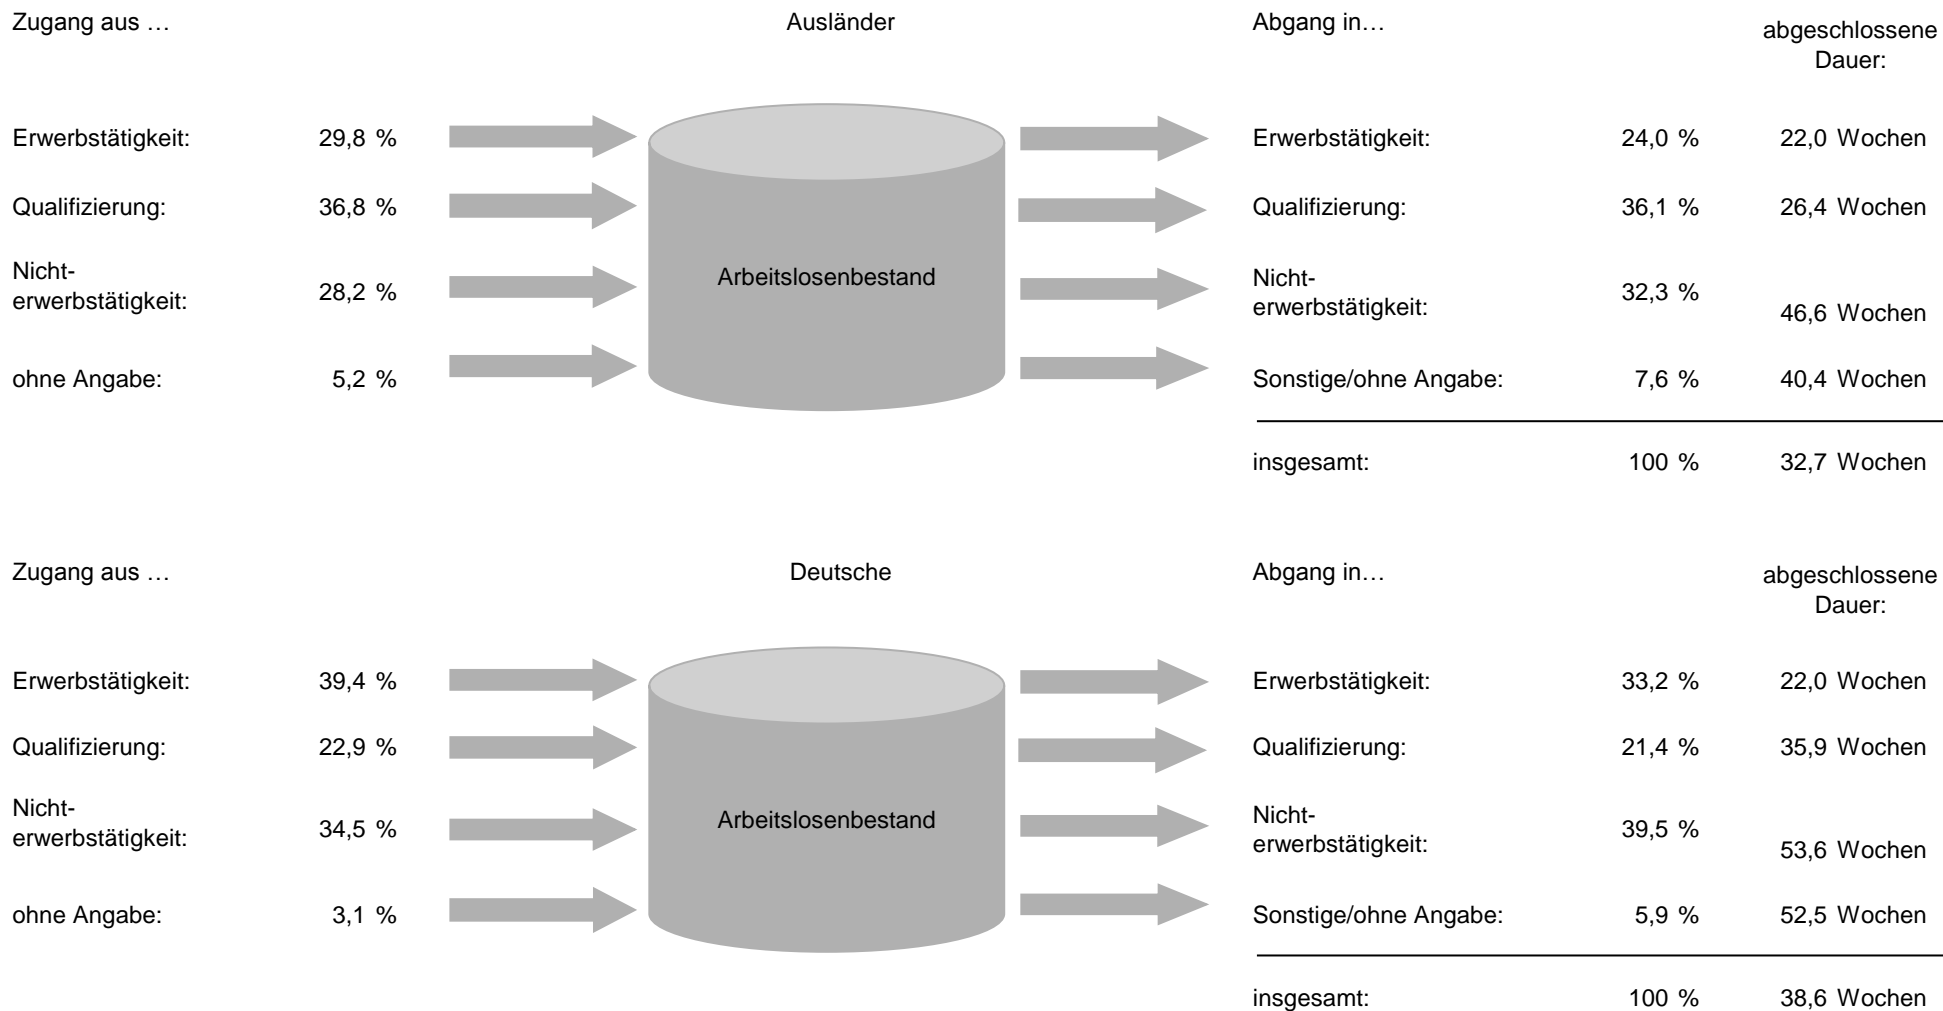 Zugang aus …
Ausländer
Abgang in…
abgeschlossene
Dauer:
Erwerbstätigkeit: 29,8 %
Erwerbstätigkeit: 24,0 % 22,0 Wochen
Qualifizierung: 36,8 %
Qualifizierung: 36,1 % 26,4 Wochen
Nicht-
erwerbstätigkeit: 28,2 %
Arbeitslosenbestand
Nicht-
erwerbstätigkeit: 32,3 %
46,6 Wochen
ohne Angabe: 5,2 %
Sonstige/ohne Angabe: 7,6 % 40,4 Wochen
insgesamt: 100 % 32,7 Wochen
Zugang aus …
Deutsche
Abgang in…
abgeschlossene
Dauer:
Erwerbstätigkeit: 39,4 %
Erwerbstätigkeit: 33,2 % 22,0 Wochen
Qualifizierung: 22,9 %
Qualifizierung: 21,4 % 35,9 Wochen
Nicht-
erwerbstätigkeit: 34,5 %
Arbeitslosenbestand
Nicht-
erwerbstätigkeit: 39,5 %
53,6 Wochen
ohne Angabe: 3,1 %
Sonstige/ohne Angabe: 5,9 % 52,5 Wochen
insgesamt: 100 % 38,6 Wochen